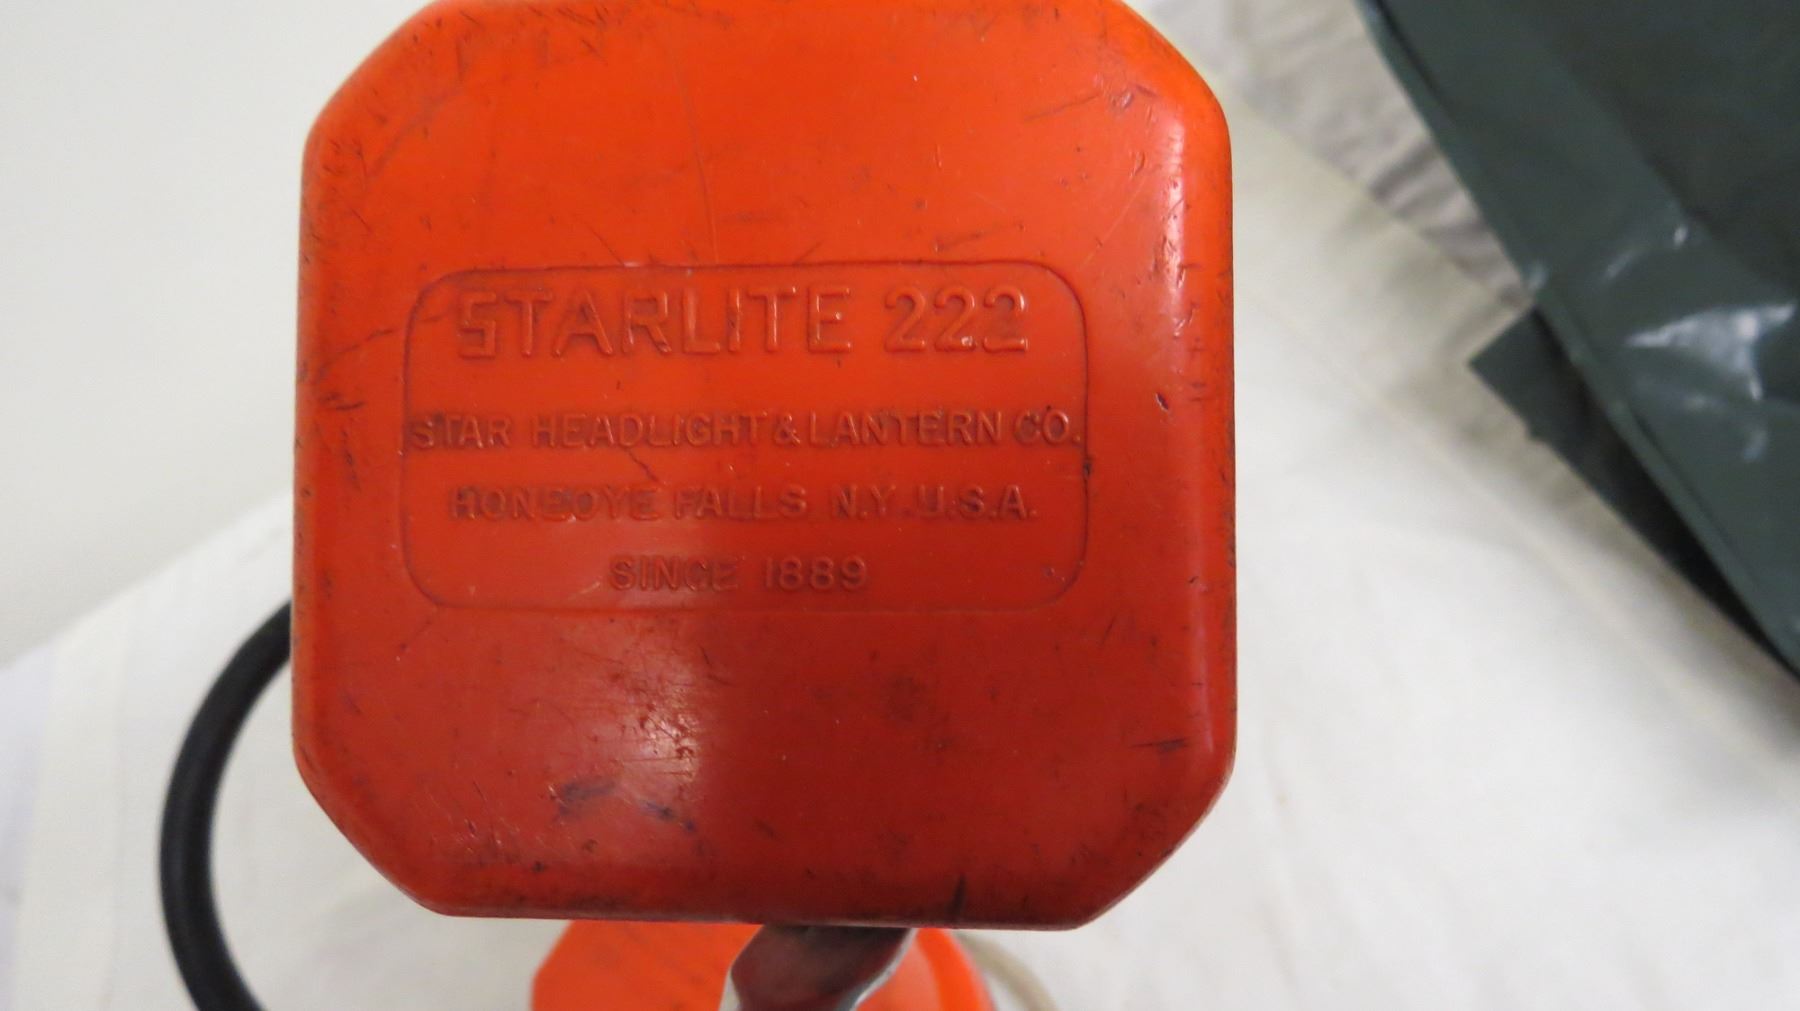 STARLITE 222
STAR HEADLIGHT & LANTERN CO.
HONEOYE FALLS N.Y. U.S.A.
SINCE 1889